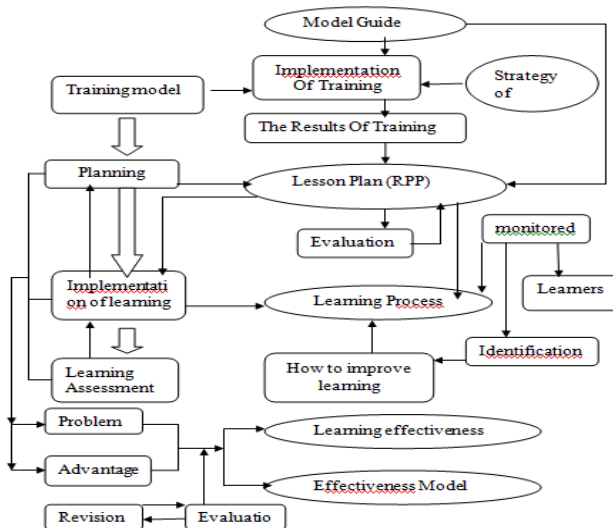 Model Guide
Implementation
Of Training
Strategy
of
Training model
The Results Of Training
Planning
Lesson Plan (RPP)
Evaluation
monitored
Implementati
on of learning
Learning Process
Learners
Identification
Learning
Assessment
How to improve
learning
Problem
Learning effectiveness
Advantage
Effectiveness Model
Revision
Evaluatio